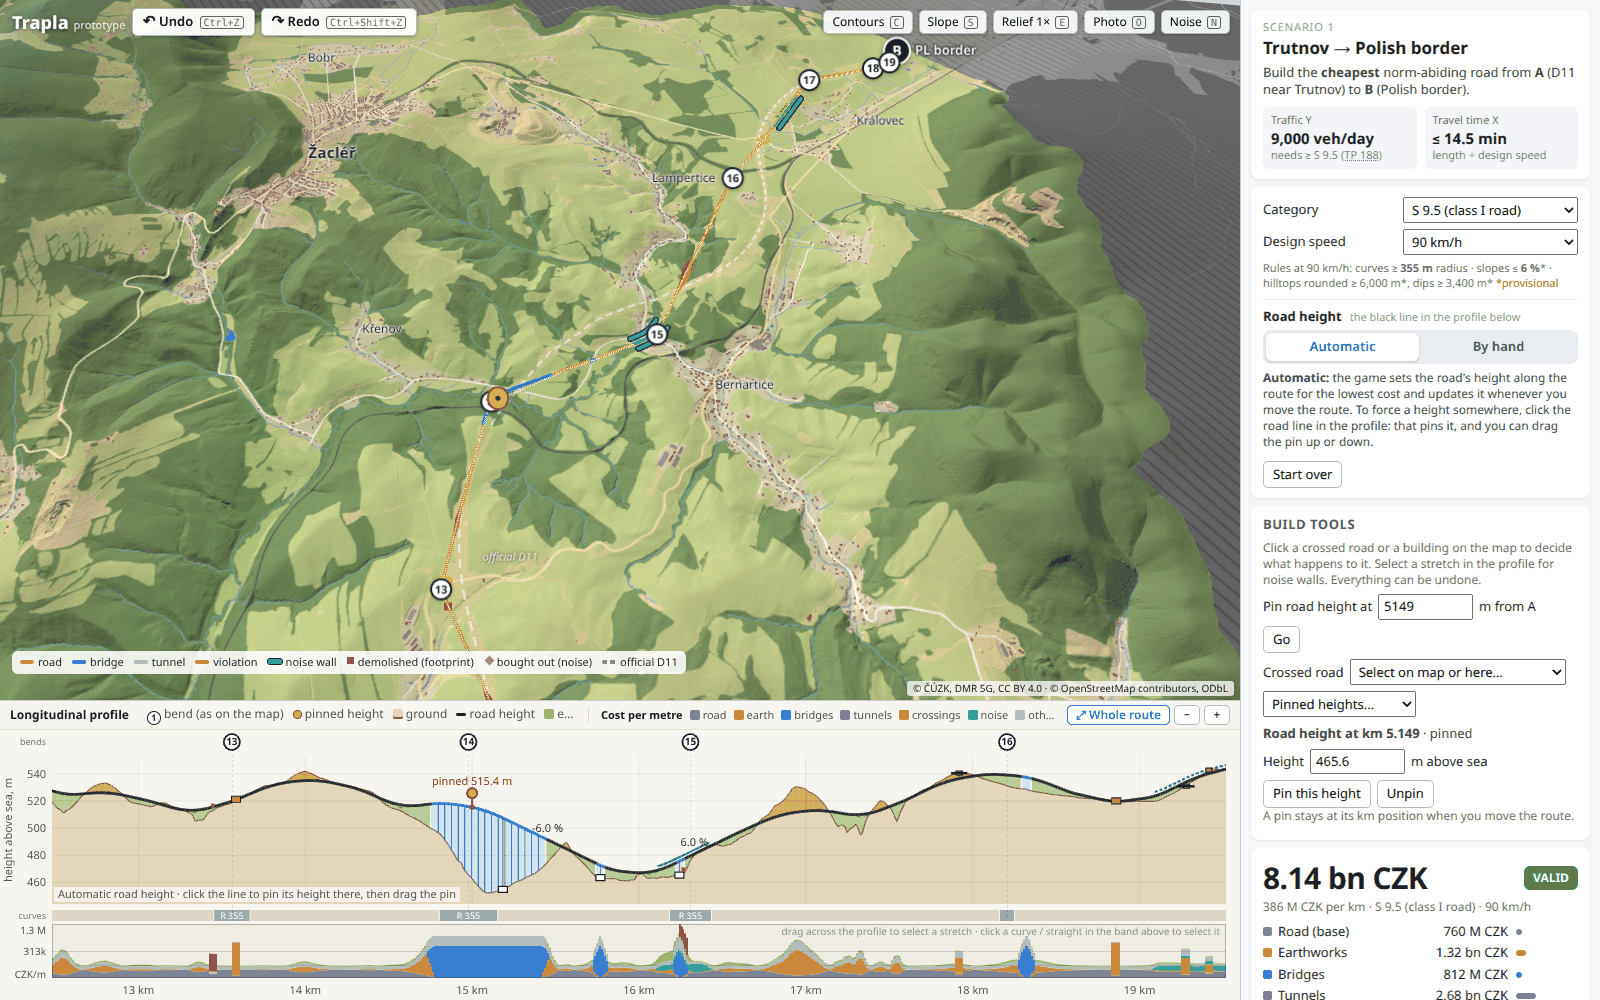 Trapla prototype
↶ Undo Ctrl+Z
↷ Redo Ctrl+Shift+Z
Contours C
Slope S
Relief 1× E
Photo O
Noise N
Bobr
Žacléř
Křenov
Lampertice
Královec
Bernartice
official D11
B PL border
19
18
17
16
15
13
road
bridge
tunnel
violation
noise wall
demolished (footprint)
bought out (noise)
official D11
© ČÚZK, DMR 5G, CC BY 4.0 · © OpenStreetMap contributors, ODbL
Longitudinal profile
1 bend (as on the map)
pinned height
ground
road height
e...
Cost per metre
road
earth
bridges
tunnels
crossings
noise
oth...
⤢ Whole route
−
+
bends
13
14
15
16
height above sea, m
540
520
500
480
460
pinned 515.4 m
-6.0 %
6.0 %
Automatic road height · click the line to pin its height there, then drag the pin
curves
R 355
R 355
R 355
1.3 M
313k
CZK/m
drag across the profile to select a stretch · click a curve / straight in the band above to select it
13 km
14 km
15 km
16 km
17 km
18 km
19 km
SCENARIO 1
Trutnov → Polish border
Build the cheapest norm-abiding road from A (D11
near Trutnov) to B (Polish border).
Traffic Y
9,000 veh/day
needs ≥ S 9.5 (TP 188)
Travel time X
≤ 14.5 min
length ÷ design speed
Category
S 9.5 (class I road)
Design speed
90 km/h
Rules at 90 km/h: curves ≥ 355 m radius · slopes ≤ 6 %* ·
hilltops rounded ≥ 6,000 m*, dips ≥ 3,400 m* *provisional
Road height the black line in the profile below
Automatic
By hand
Automatic: the game sets the road's height along the
route for the lowest cost and updates it whenever you
move the route. To force a height somewhere, click the
road line in the profile: that pins it, and you can drag
the pin up or down.
Start over
BUILD TOOLS
Click a crossed road or a building on the map to decide
what happens to it. Select a stretch in the profile for
noise walls. Everything can be undone.
Pin road height at 5149 m from A
Go
Crossed road Select on map or here...
Pinned heights...
Road height at km 5.149 · pinned
Height 465.6 m above sea
Pin this height
Unpin
A pin stays at its km position when you move the route.
8.14 bn CZK
VALID
386 M CZK per km · S 9.5 (class I road) · 90 km/h
Road (base) 760 M CZK
Earthworks 1.32 bn CZK
Bridges 812 M CZK
Tunnels 2.68 bn CZK